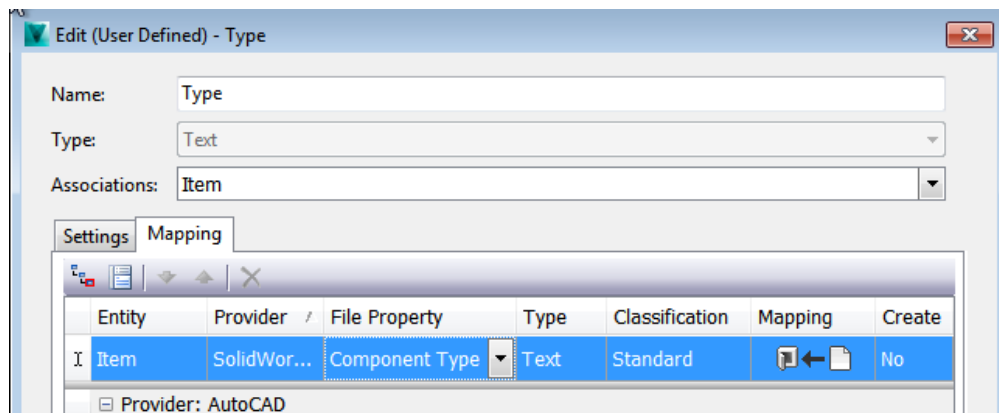 Edit (User Defined) - Type
Name: Type
Type: Text
Associations: Item
Settings Mapping
Entity Provider / File Property Type Classification Mapping Create
Item SolidWor... Component Type Text Standard No
Provider: AutoCAD